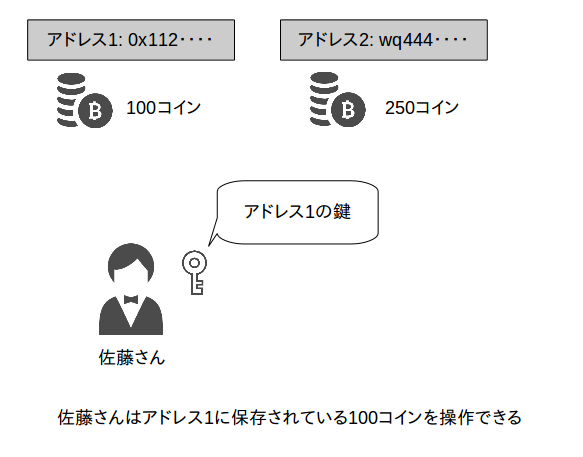 アドレス1: 0x112････
アドレス2: wq444････
100コイン
250コイン
アドレス1の鍵
佐藤さん
佐藤さんはアドレス1に保存されている100コインを操作できる